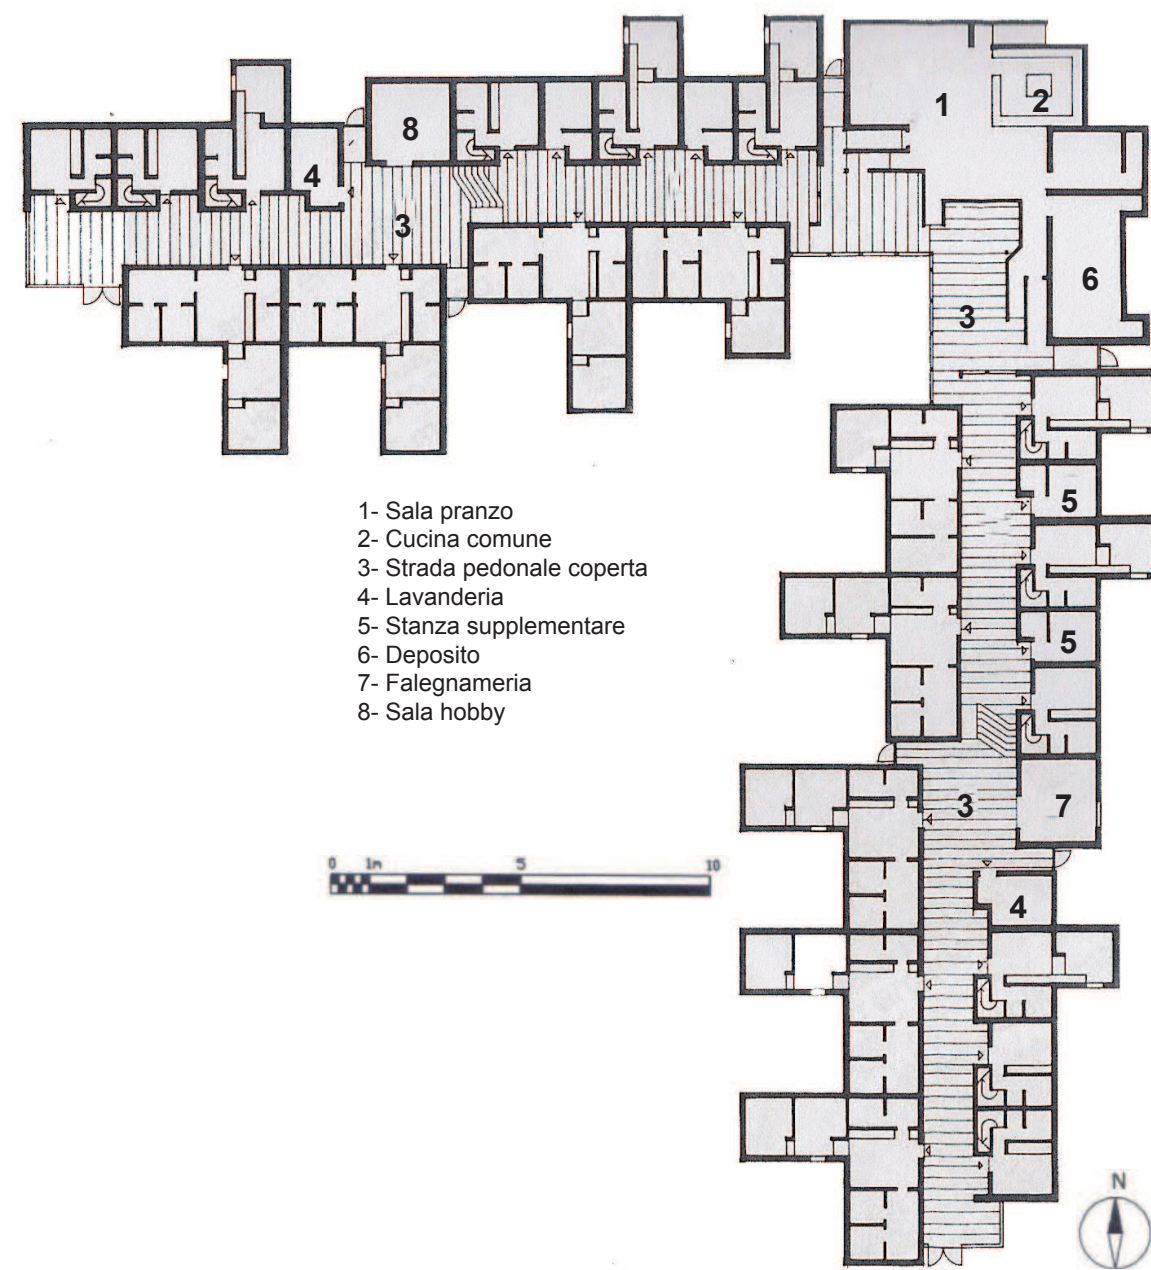 1
2
8
4
3
6
3
5
1- Sala pranzo
2- Cucina comune
3- Strada pedonale coperta
4- Lavanderia
5- Stanza supplementare
6- Deposito
7- Falegnameria
8- Sala hobby
5
3
7
0 1m 5 10
4
N